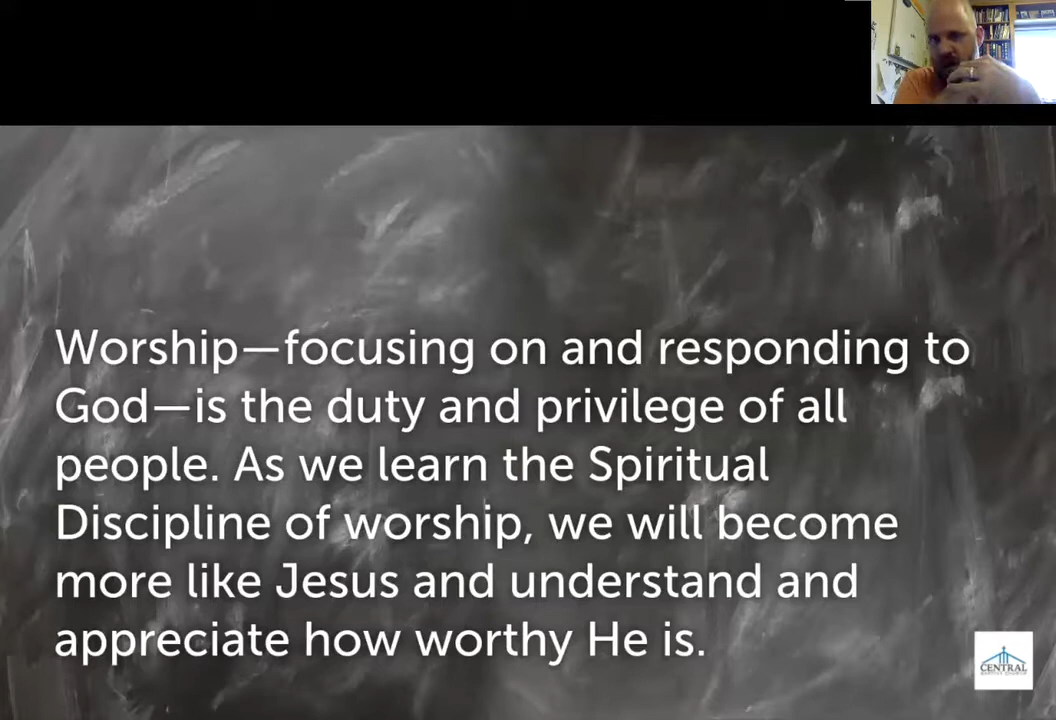 Worship—focusing on and responding to
God—is the duty and privilege of all
people. As we learn the Spiritual
Discipline of worship, we will become
more like Jesus and understand and
appreciate how worthy He is.
CENTRAL
BAPTIST CHURCH